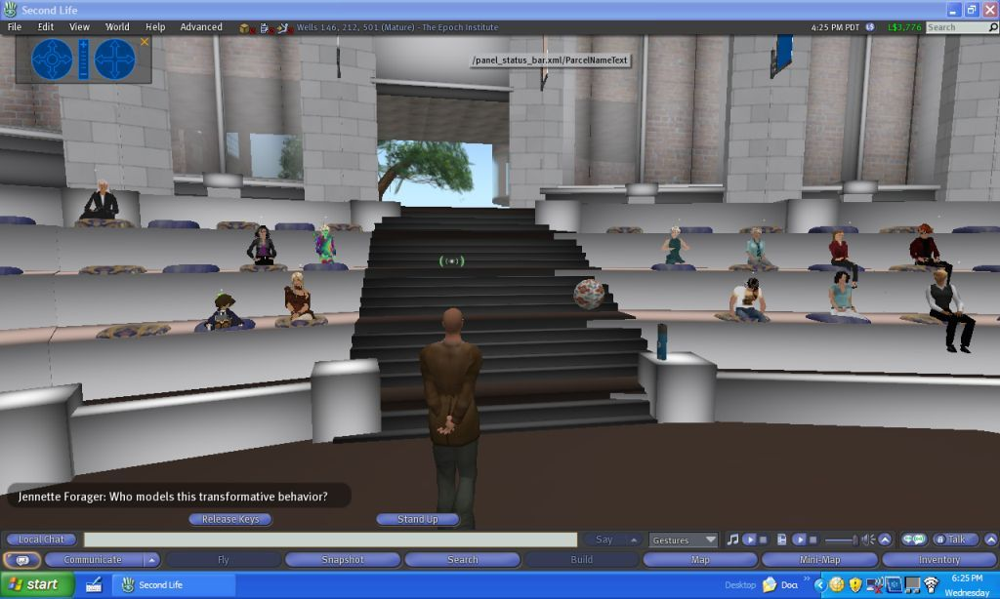 Second Life
File Edit View World Help Advanced Wells 146, 212, 501 (Mature) - The Epoch Institute 4:25 PM PDT L$3,776 Search
/panel_status_bar.xml/ParcelNameText
Jennette Forager: Who models this transformative behavior?
Release Keys Stand Up
Local Chat Say Gestures Talk
Communicate Fly Snapshot Search Build Map Mini-Map Inventory
start Second Life Desktop Docu 6:25 PM
Wednesday